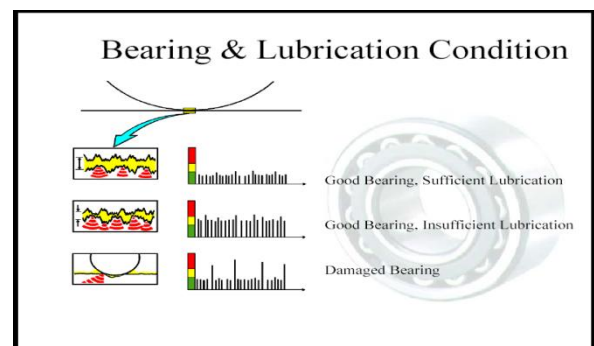 Bearing & Lubrication Condition
Good Bearing, Sufficient Lubrication
Good Bearing, Insufficient Lubrication
Damaged Bearing